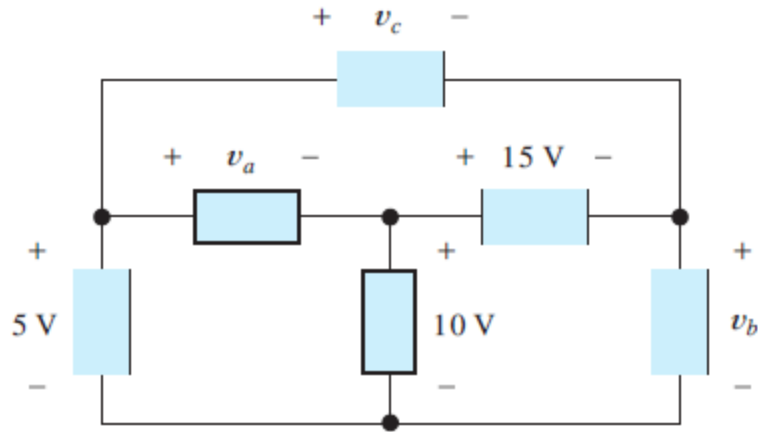 + v_c −
+ v_a − + 15 V −
+ + +
5 V 10 V v_b
− − −